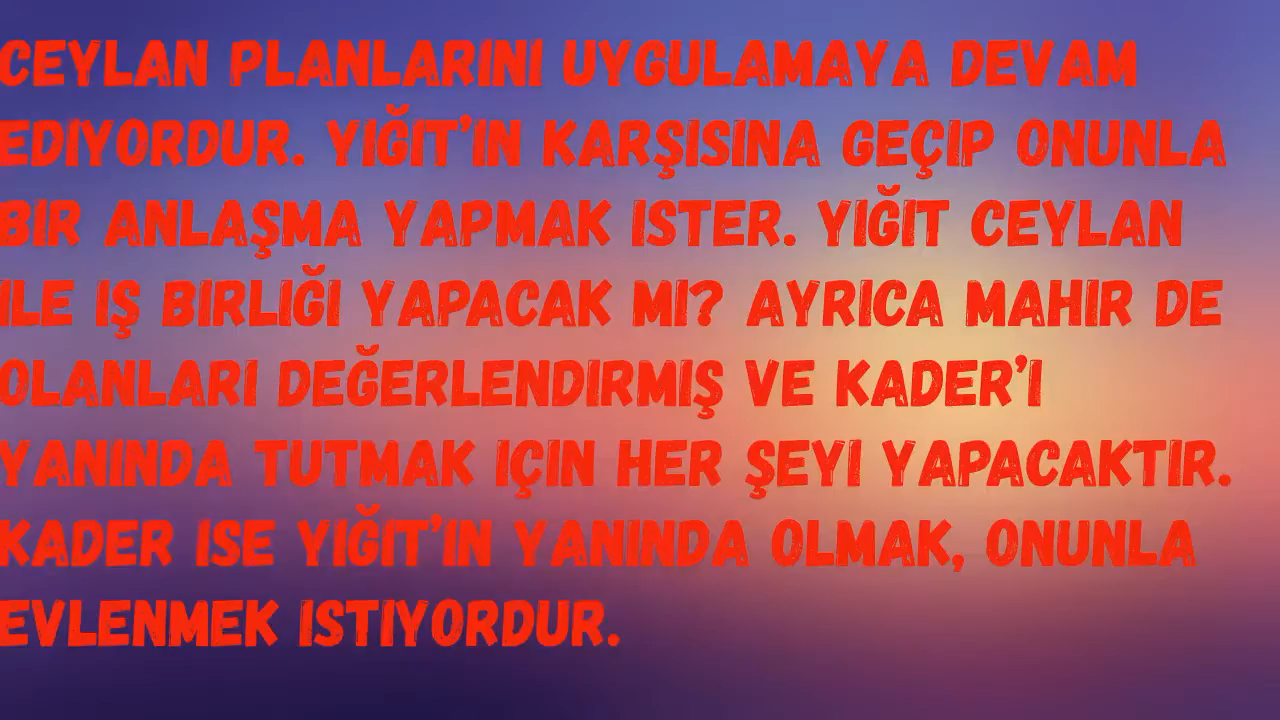 CEYLAN PLANLARINI UYGULAMAYA DEVAM
EDIYORDUR. YIĞIT’IN KARŞISINA GEÇIP ONUNLA
BIR ANLAŞMA YAPMAK ISTER. YIĞIT CEYLAN
ILE IŞ BIRLIĞI YAPACAK MI? AYRICA MAHIR DE
OLANLARI DEĞERLENDIRMIŞ VE KADER’I
YANINDA TUTMAK IÇIN HER ŞEYI YAPACAKTIR.
KADER ISE YIĞIT’IN YANINDA OLMAK, ONUNLA
EVLENMEK ISTIYORDUR.